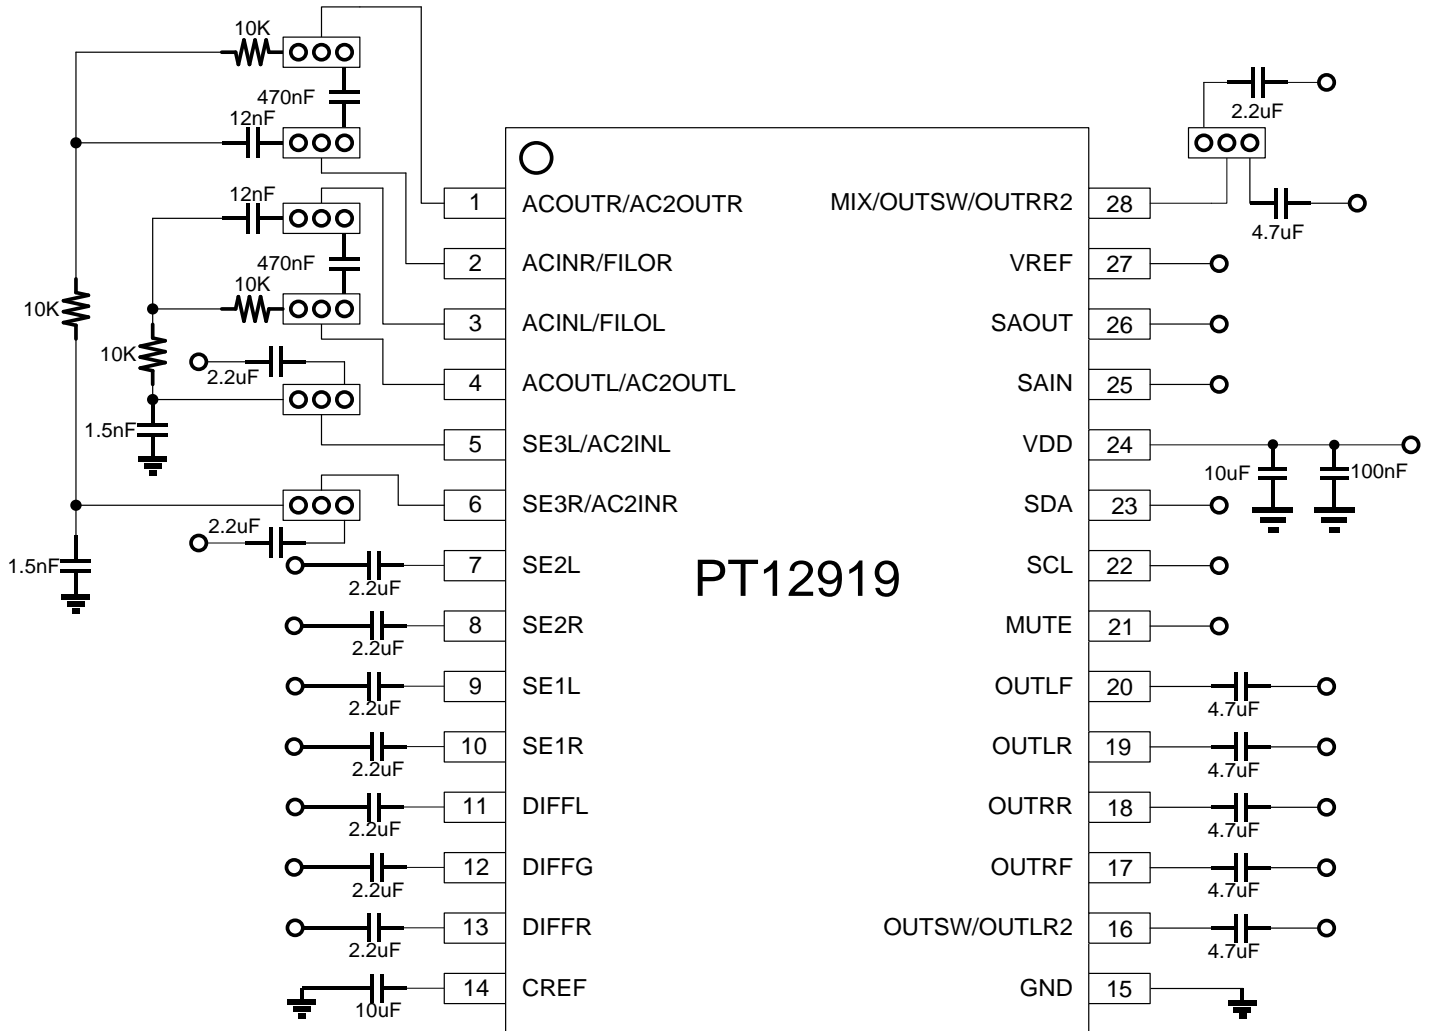 10K
470nF
12nF
2.2uF
1 ACOUTR/AC2OUTR MIX/OUTSW/OUTRR2 28
12nF
4.7uF
2 ACINR/FILOR VREF 27
470nF
10K
10K
3 ACINL/FILOL SAOUT 26
10K
2.2uF
4 ACOUTL/AC2OUTL SAIN 25
1.5nF
5 SE3L/AC2INL VDD 24
10uF 100nF
6 SE3R/AC2INR SDA 23
2.2uF
1.5nF
7 SE2L SCL 22
PT12919
2.2uF
8 SE2R MUTE 21
2.2uF
9 SE1L OUTLF 20
2.2uF 4.7uF
10 SE1R OUTLR 19
2.2uF 4.7uF
11 DIFFL OUTRR 18
2.2uF 4.7uF
12 DIFFG OUTRF 17
2.2uF 4.7uF
13 DIFFR OUTSW/OUTLR2 16
2.2uF 4.7uF
14 CREF GND 15
10uF